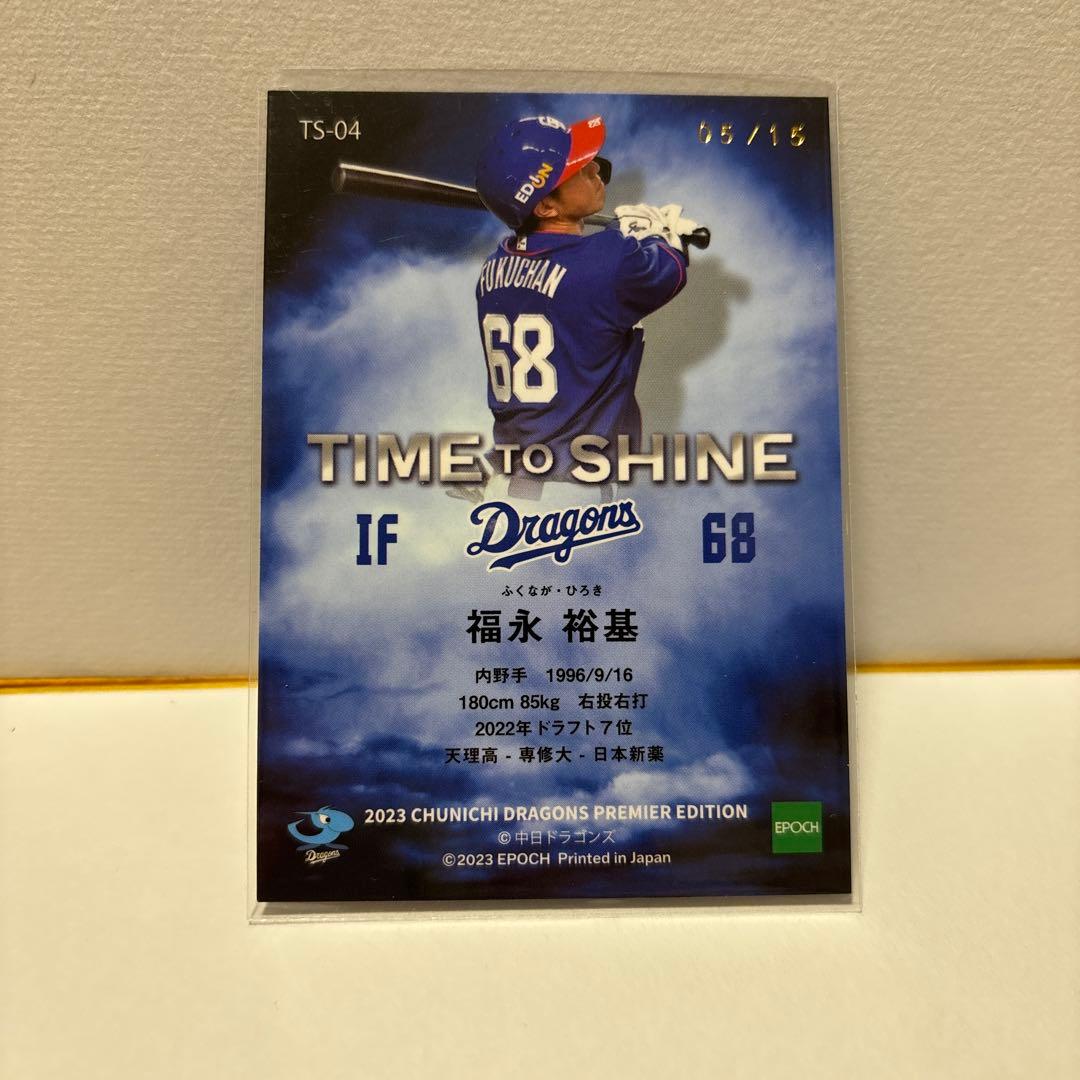 TS-04
05/15
EDION
FUKUCHAN
68
TIME TO SHINE
IF
Dragons
68
ふくなが・ひろき
福永 裕基
内野手 1996/9/16
180cm 85kg 右投右打
2022年ドラフト7位
天理高 - 専修大 - 日本新薬
2023 CHUNICHI DRAGONS PREMIER EDITION
©中日ドラゴンズ
©2023 EPOCH Printed in Japan
Dragons
EPOCH